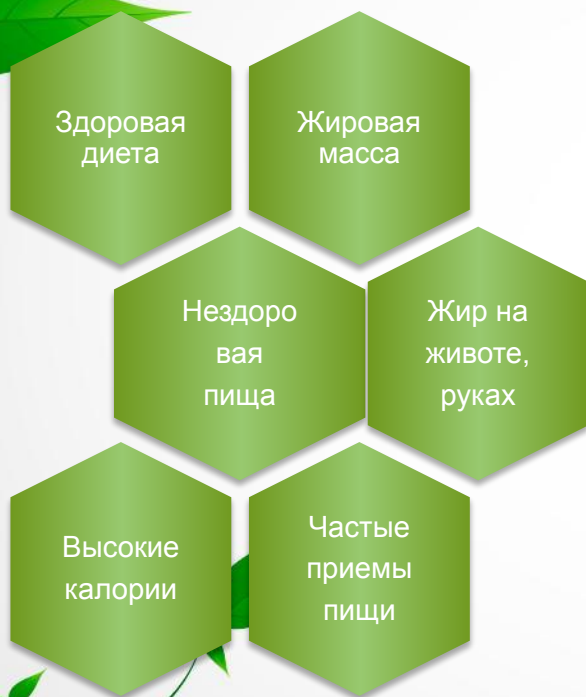 Здоровая
диета
Жировая
масса
Нездоро
вая
пища
Жир на
животе,
руках
Высокие
калории
Частые
приемы
пищи